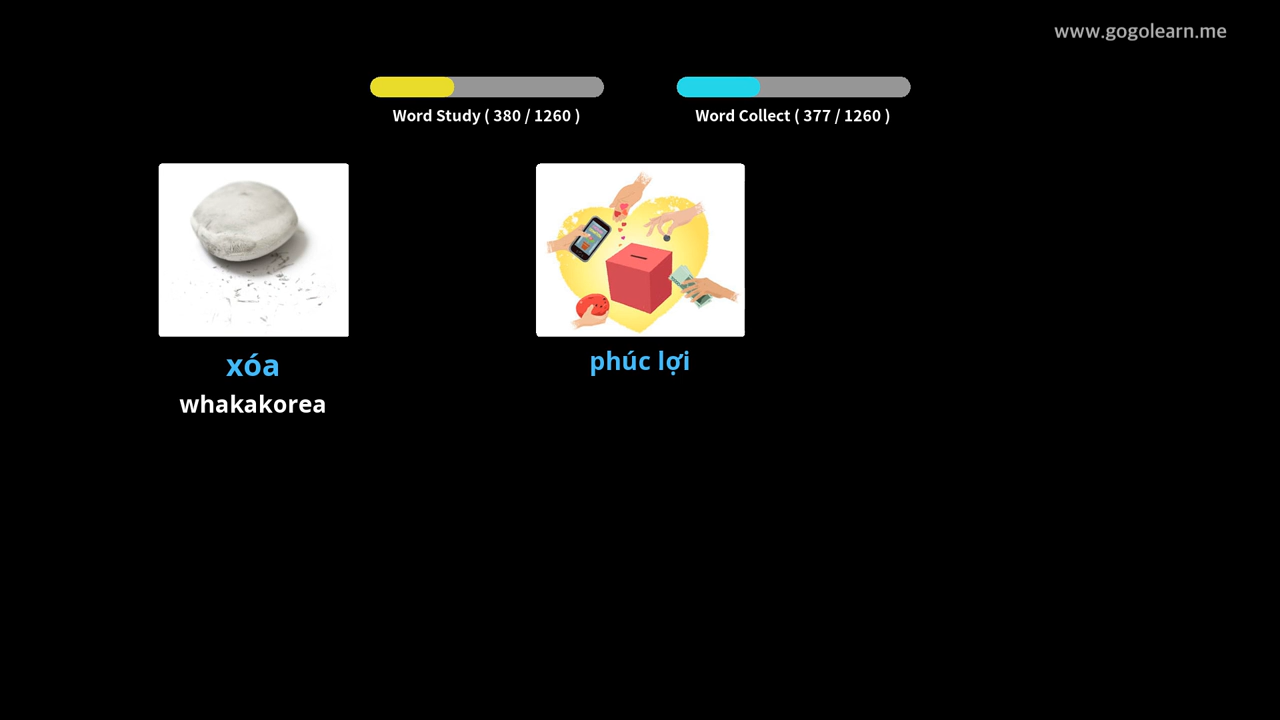 www.gogolearn.me
Word Study ( 380 / 1260 )
Word Collect ( 377 / 1260 )
xóa
whakakorea
phúc lợi